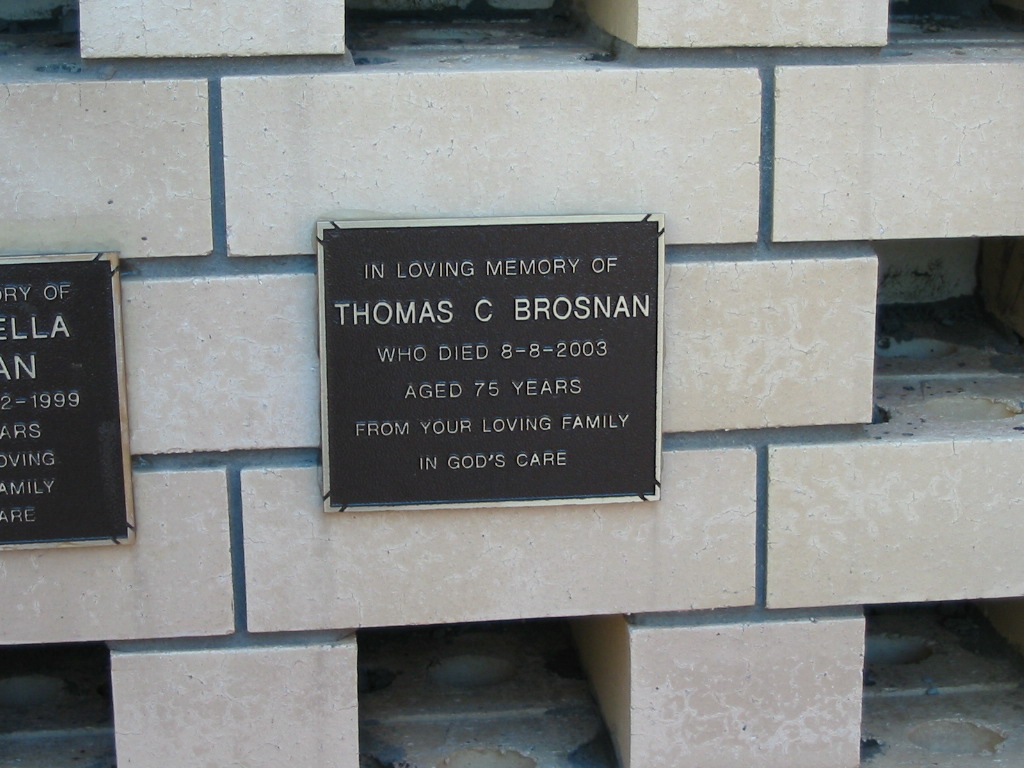 IN LOVING MEMORY OF
THOMAS C BROSNAN
WHO DIED 8-8-2003
AGED 75 YEARS
FROM YOUR LOVING FAMILY
IN GOD'S CARE
ORY OF
ELLA
AN
2-1999
ARS
OVING
AMILY
ARE